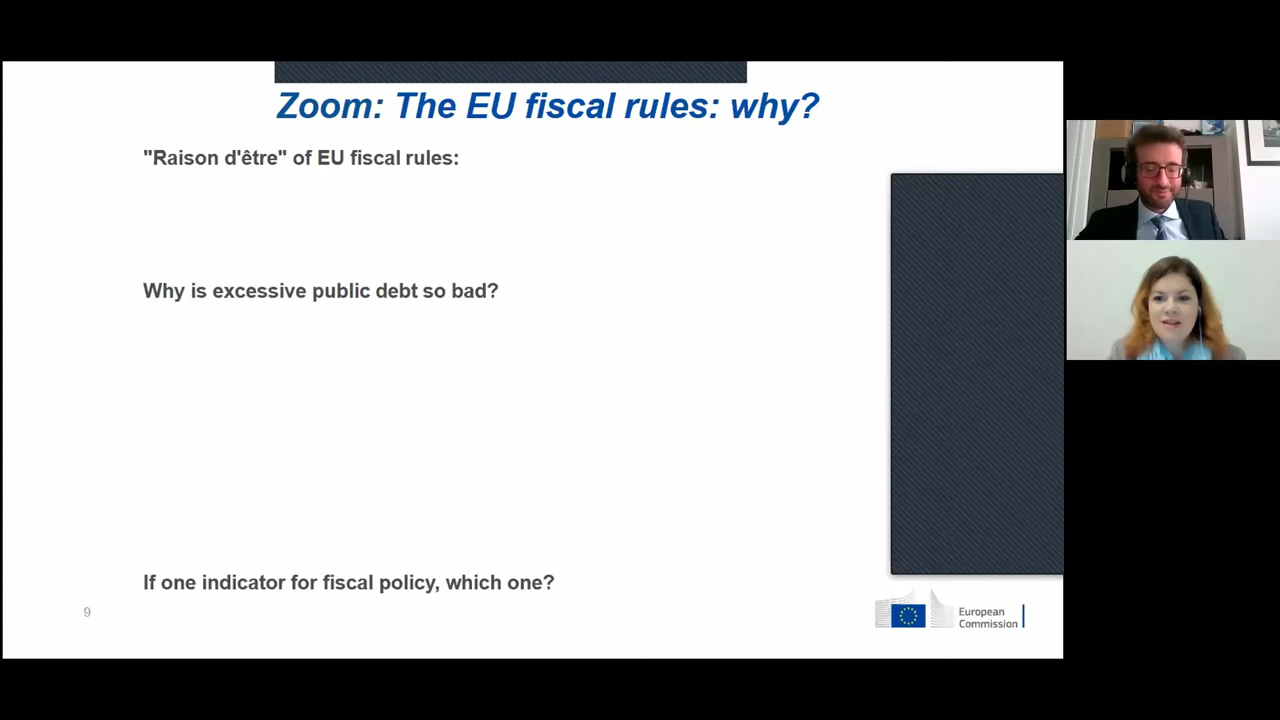 Zoom: The EU fiscal rules: why?
"Raison d'être" of EU fiscal rules:
Why is excessive public debt so bad?
If one indicator for fiscal policy, which one?
9
European
Commission